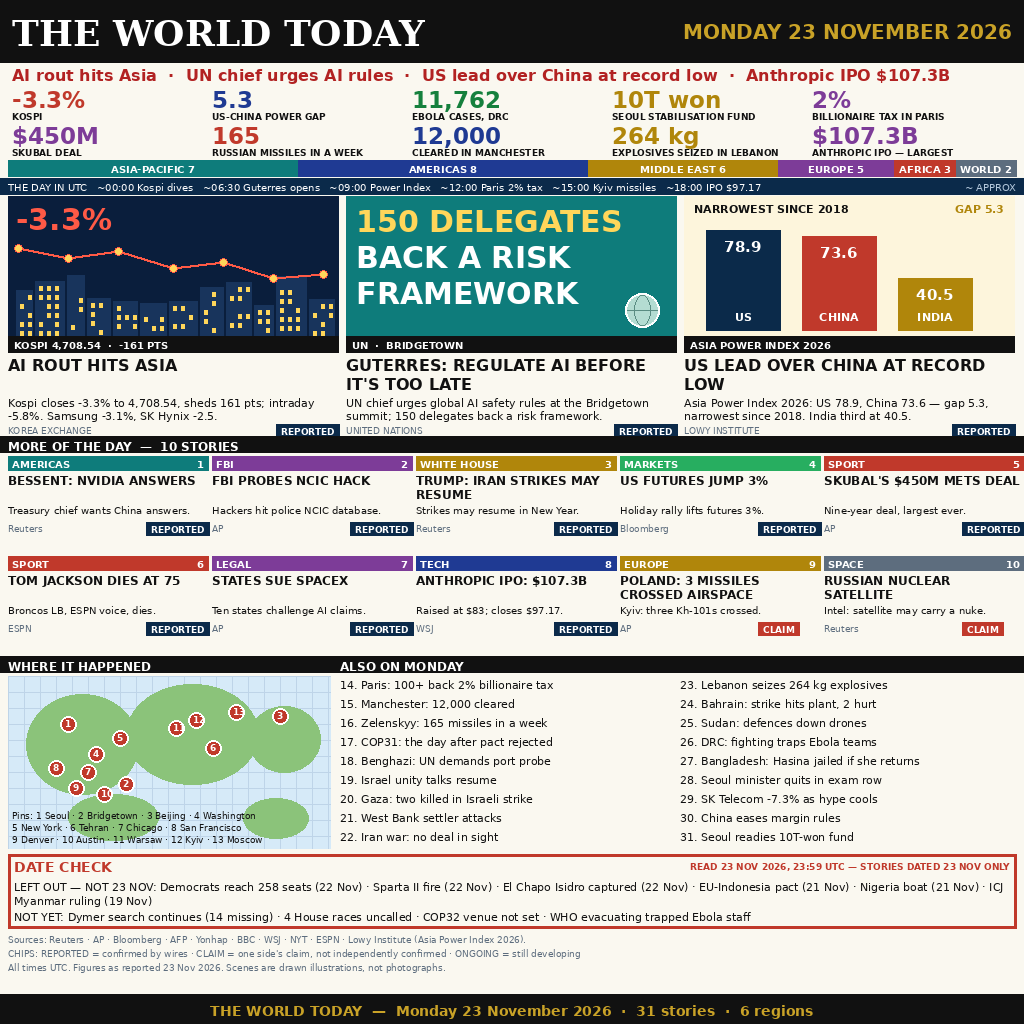 THE WORLD TODAY
MONDAY 23 NOVEMBER 2026
AI rout hits Asia · UN chief urges AI rules · US lead over China at record low · Anthropic IPO $107.3B
-3.3%
KOSPI
5.3
US-CHINA POWER GAP
11,762
EBOLA CASES, DRC
10T won
SEOUL STABILISATION FUND
2%
BILLIONAIRE TAX IN PARIS
$450M
SKUBAL DEAL
165
RUSSIAN MISSILES IN A WEEK
12,000
CLEARED IN MANCHESTER
264 kg
EXPLOSIVES SEIZED IN LEBANON
$107.3B
ANTHROPIC IPO — LARGEST
ASIA-PACIFIC 7
AMERICAS 8
MIDDLE EAST 6
EUROPE 5
AFRICA 3
WORLD 2
THE DAY IN UTC ~00:00 Kospi dives ~06:30 Guterres opens ~09:00 Power Index ~12:00 Paris 2% tax ~15:00 Kyiv missiles ~18:00 IPO $97.17
~ APPROX
-3.3%
KOSPI 4,708.54 · -161 PTS
AI ROUT HITS ASIA
Kospi closes -3.3% to 4,708.54, sheds 161 pts; intraday
-5.8%. Samsung -3.1%, SK Hynix -2.5.
KOREA EXCHANGE
REPORTED
150 DELEGATES
BACK A RISK
FRAMEWORK
UN · BRIDGETOWN
GUTERRES: REGULATE AI BEFORE
IT'S TOO LATE
UN chief urges global AI safety rules at the Bridgetown
summit; 150 delegates back a risk framework.
UNITED NATIONS
REPORTED
NARROWEST SINCE 2018
GAP 5.3
78.9
US
73.6
CHINA
40.5
INDIA
ASIA POWER INDEX 2026
US LEAD OVER CHINA AT RECORD
LOW
Asia Power Index 2026: US 78.9, China 73.6 — gap 5.3,
narrowest since 2018. India third at 40.5.
LOWY INSTITUTE
REPORTED
MORE OF THE DAY — 10 STORIES
AMERICAS 1
BESSENT: NVIDIA ANSWERS
Treasury chief wants China answers.
Reuters
REPORTED
FBI 2
FBI PROBES NCIC HACK
Hackers hit police NCIC database.
AP
REPORTED
WHITE HOUSE 3
TRUMP: IRAN STRIKES MAY
RESUME
Strikes may resume in New Year.
Reuters
REPORTED
MARKETS 4
US FUTURES JUMP 3%
Holiday rally lifts futures 3%.
Bloomberg
REPORTED
SPORT 5
SKUBAL'S $450M METS DEAL
Nine-year deal, largest ever.
AP
REPORTED
SPORT 6
TOM JACKSON DIES AT 75
Broncos LB, ESPN voice, dies.
ESPN
REPORTED
LEGAL 7
STATES SUE SPACEX
Ten states challenge AI claims.
AP
REPORTED
TECH 8
ANTHROPIC IPO: $107.3B
Raised at $83; closes $97.17.
WSJ
REPORTED
EUROPE 9
POLAND: 3 MISSILES
CROSSED AIRSPACE
Kyiv: three Kh-101s crossed.
AP
CLAIM
SPACE 10
RUSSIAN NUCLEAR
SATELLITE
Intel: satellite may carry a nuke.
Reuters
CLAIM
WHERE IT HAPPENED
1
2
3
4
5
6
7
8
9
10
11
12
13
Pins: 1 Seoul · 2 Bridgetown · 3 Beijing · 4 Washington
5 New York · 6 Tehran · 7 Chicago · 8 San Francisco
9 Denver · 10 Austin · 11 Warsaw · 12 Kyiv · 13 Moscow
ALSO ON MONDAY
14. Paris: 100+ back 2% billionaire tax
15. Manchester: 12,000 cleared
16. Zelenskyy: 165 missiles in a week
17. COP31: the day after pact rejected
18. Benghazi: UN demands port probe
19. Israel unity talks resume
20. Gaza: two killed in Israeli strike
21. West Bank settler attacks
22. Iran war: no deal in sight
23. Lebanon seizes 264 kg explosives
24. Bahrain: strike hits plant, 2 hurt
25. Sudan: defences down drones
26. DRC: fighting traps Ebola teams
27. Bangladesh: Hasina jailed if she returns
28. Seoul minister quits in exam row
29. SK Telecom -7.3% as hype cools
30. China eases margin rules
31. Seoul readies 10T-won fund
DATE CHECK
READ 23 NOV 2026, 23:59 UTC — STORIES DATED 23 NOV ONLY
LEFT OUT — NOT 23 NOV: Democrats reach 258 seats (22 Nov) · Sparta II fire (22 Nov) · El Chapo Isidro captured (22 Nov) · EU-Indonesia pact (21 Nov) · Nigeria boat (21 Nov) · ICJ
Myanmar ruling (19 Nov)
NOT YET: Dymer search continues (14 missing) · 4 House races uncalled · COP32 venue not set · WHO evacuating trapped Ebola staff
Sources: Reuters · AP · Bloomberg · AFP · Yonhap · BBC · WSJ · NYT · ESPN · Lowy Institute (Asia Power Index 2026).
CHIPS: REPORTED = confirmed by wires · CLAIM = one side's claim, not independently confirmed · ONGOING = still developing
All times UTC. Figures as reported 23 Nov 2026. Scenes are drawn illustrations, not photographs.
THE WORLD TODAY — Monday 23 November 2026 · 31 stories · 6 regions